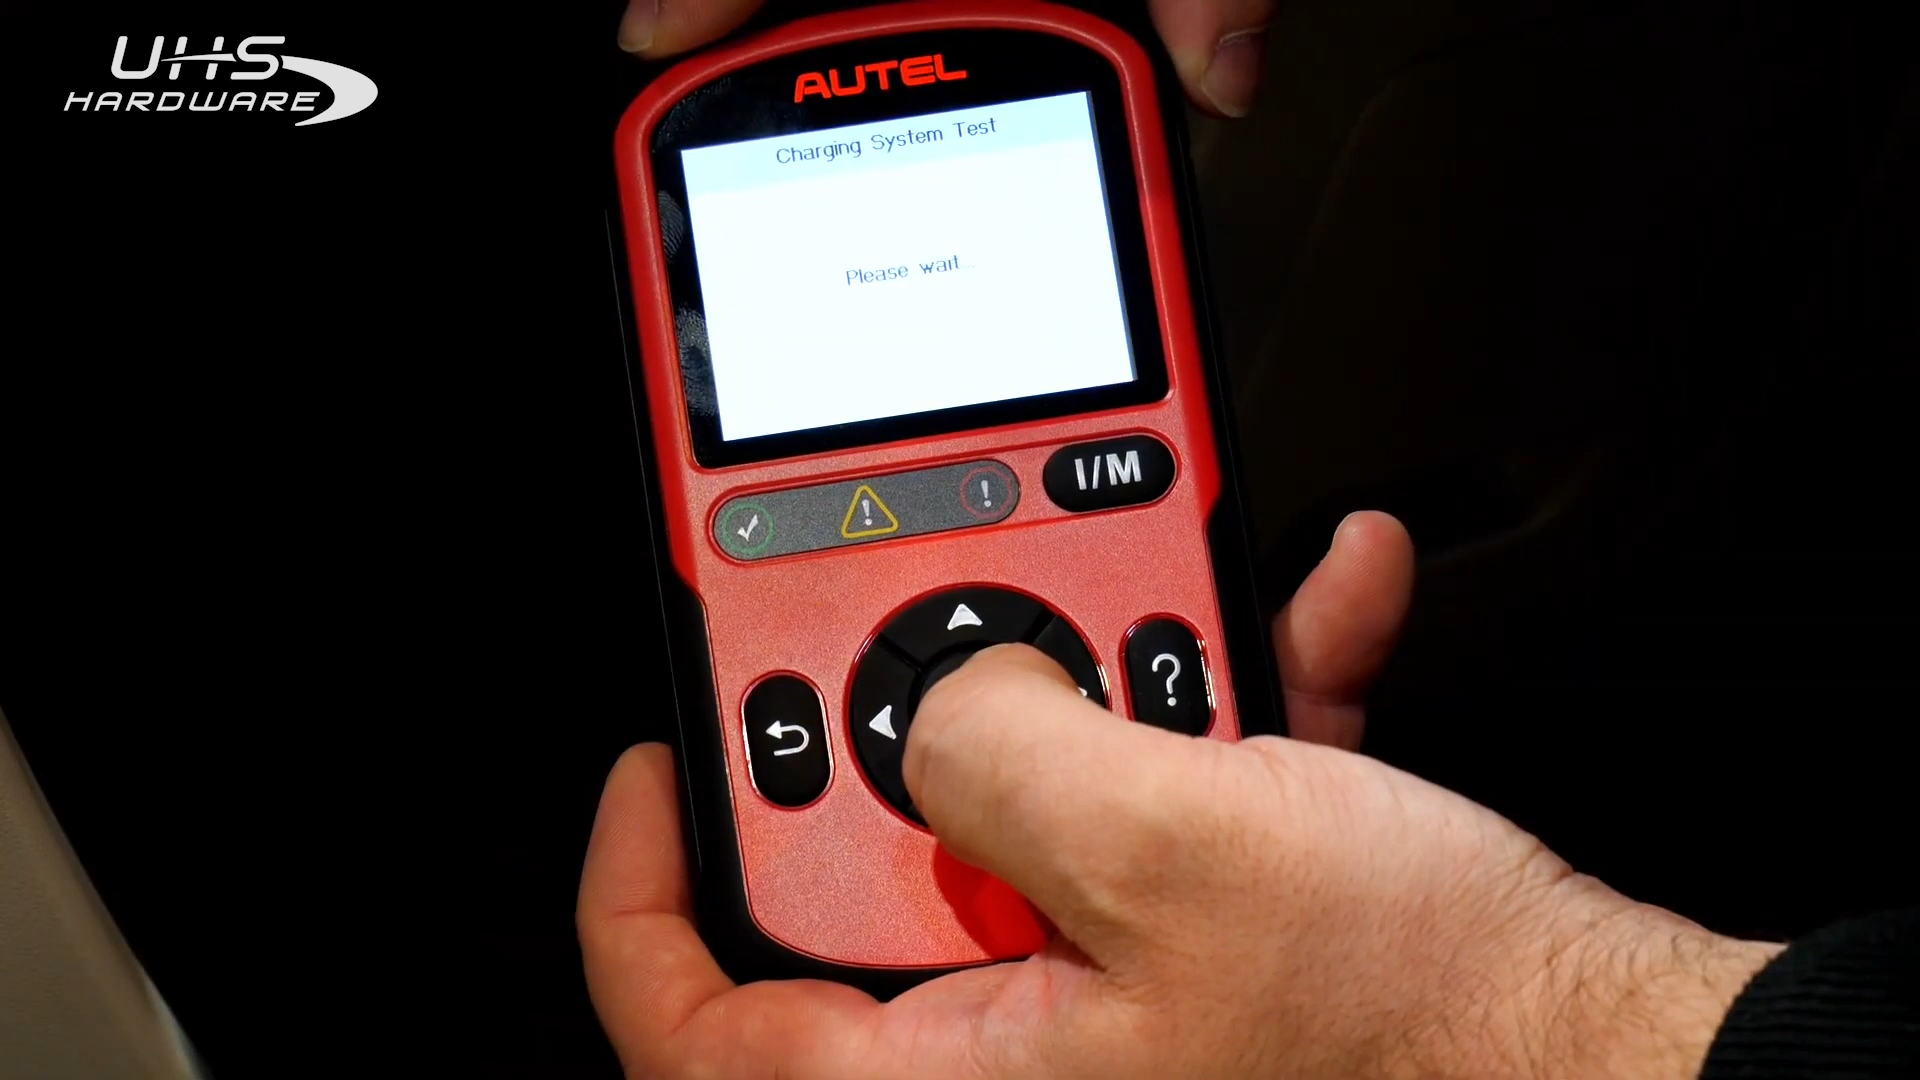 UHS
HARDWARE
AUTEL
Charging System Test
Please wait...
I/M
?